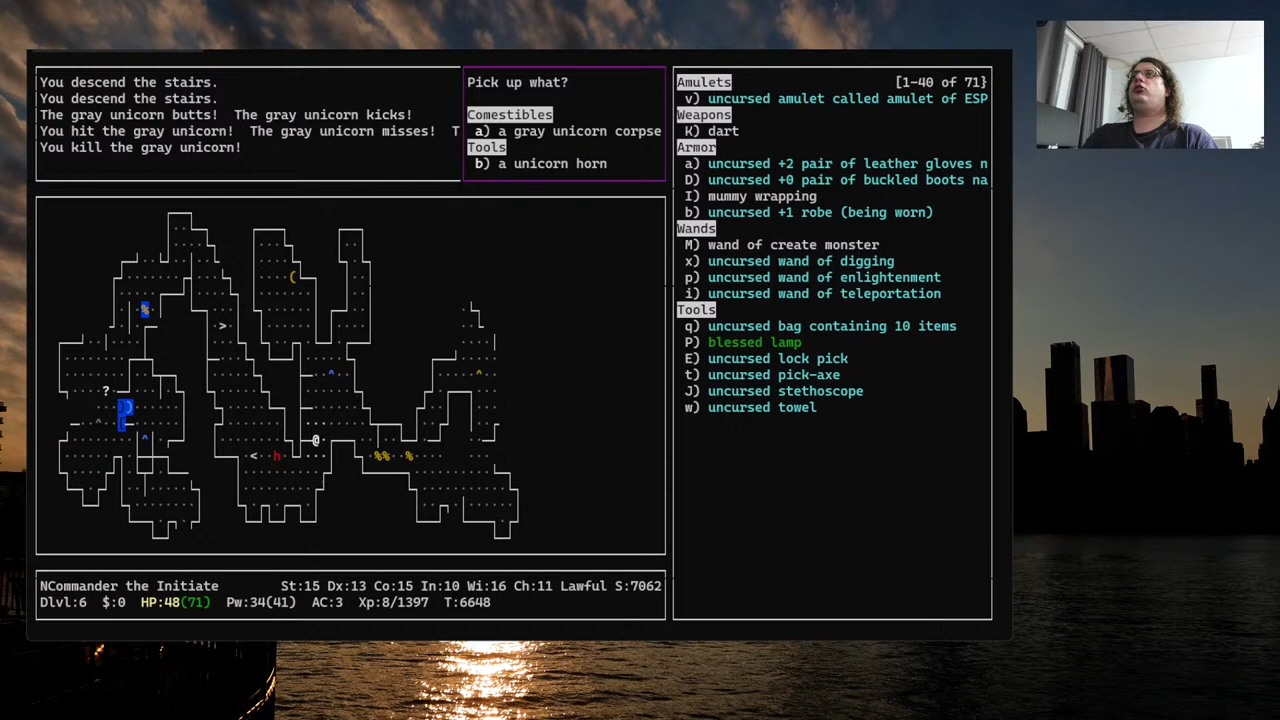 You descend the stairs.
You descend the stairs.
The gray unicorn butts!  The gray unicorn kicks!
You hit the gray unicorn!  The gray unicorn misses!  T
You kill the gray unicorn!
Pick up what?
Comestibles
a) a gray unicorn corpse
Tools
b) a unicorn horn
Amulets [1-40 of 71}
v) uncursed amulet called amulet of ESP
Weapons
K) dart
Armor
a) uncursed +2 pair of leather gloves n
D) uncursed +0 pair of buckled boots na
I) mummy wrapping
b) uncursed +1 robe (being worn)
Wands
M) wand of create monster
x) uncursed wand of digging
p) uncursed wand of enlightenment
i) uncursed wand of teleportation
Tools
q) uncursed bag containing 10 items
P) blessed lamp
E) uncursed lock pick
t) uncursed pick-axe
J) uncursed stethoscope
w) uncursed towel
NCommander the Initiate St:15 Dx:13 Co:15 In:10 Wi:16 Ch:11 Lawful S:7062
Dlvl:6 $:0 HP:48(71) Pw:34(41) AC:3 Xp:8/1397 T:6648